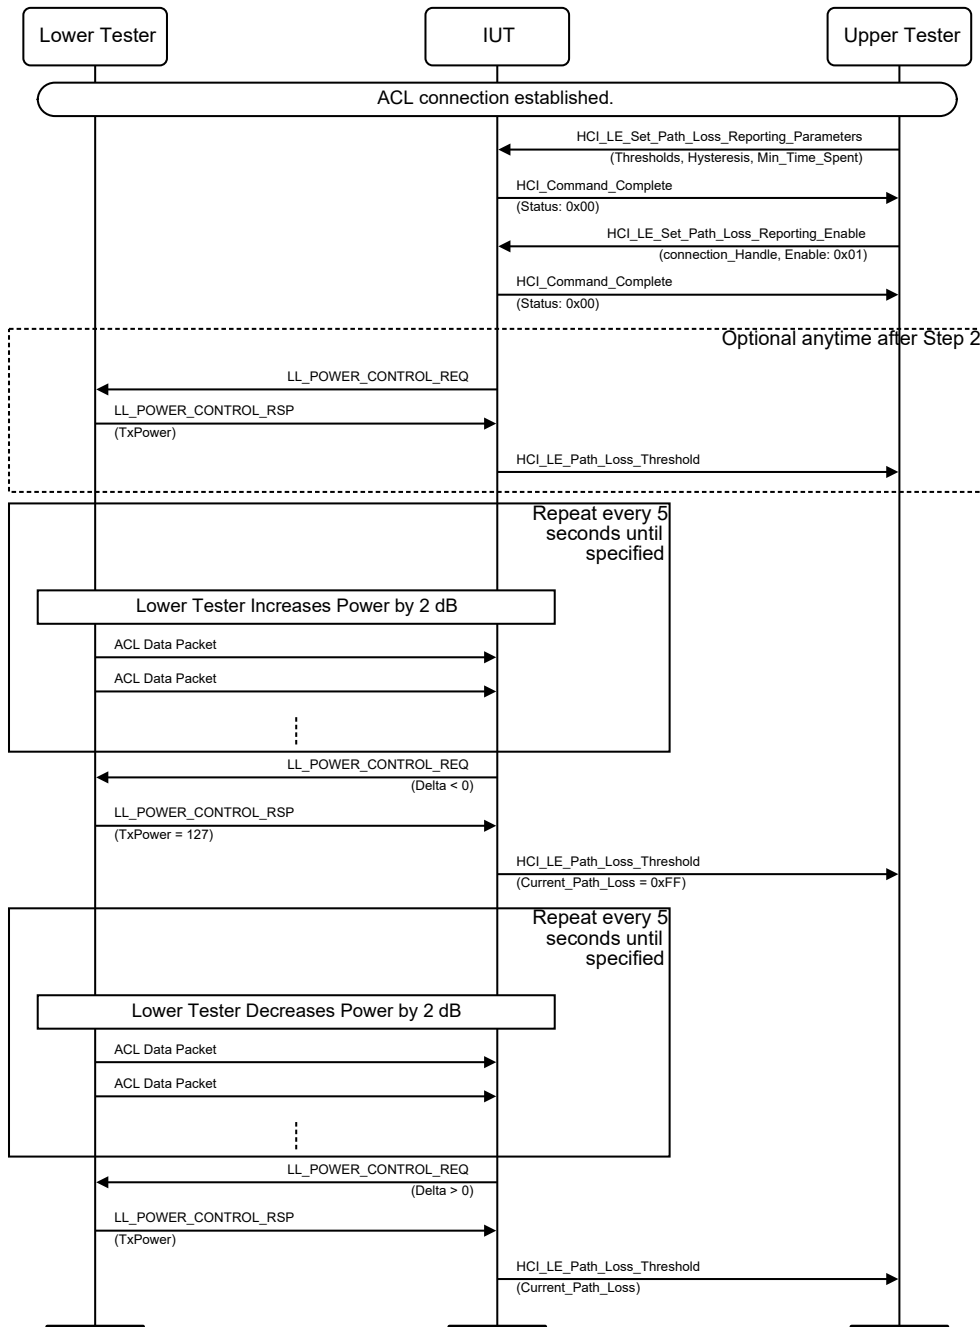 Lower Tester
IUT
Upper Tester
ACL connection established.
HCI_LE_Set_Path_Loss_Reporting_Parameters
(Thresholds, Hysteresis, Min_Time_Spent)
HCI_Command_Complete
(Status: 0x00)
HCI_LE_Set_Path_Loss_Reporting_Enable
(connection_Handle, Enable: 0x01)
HCI_Command_Complete
(Status: 0x00)
Optional anytime after Step 2
LL_POWER_CONTROL_REQ
LL_POWER_CONTROL_RSP
(TxPower)
HCI_LE_Path_Loss_Threshold
Repeat every 5
seconds until
specified
Lower Tester Increases Power by 2 dB
ACL Data Packet
ACL Data Packet
LL_POWER_CONTROL_REQ
(Delta < 0)
LL_POWER_CONTROL_RSP
(TxPower = 127)
HCI_LE_Path_Loss_Threshold
(Current_Path_Loss = 0xFF)
Repeat every 5
seconds until
specified
Lower Tester Decreases Power by 2 dB
ACL Data Packet
ACL Data Packet
LL_POWER_CONTROL_REQ
(Delta > 0)
LL_POWER_CONTROL_RSP
(TxPower)
HCI_LE_Path_Loss_Threshold
(Current_Path_Loss)